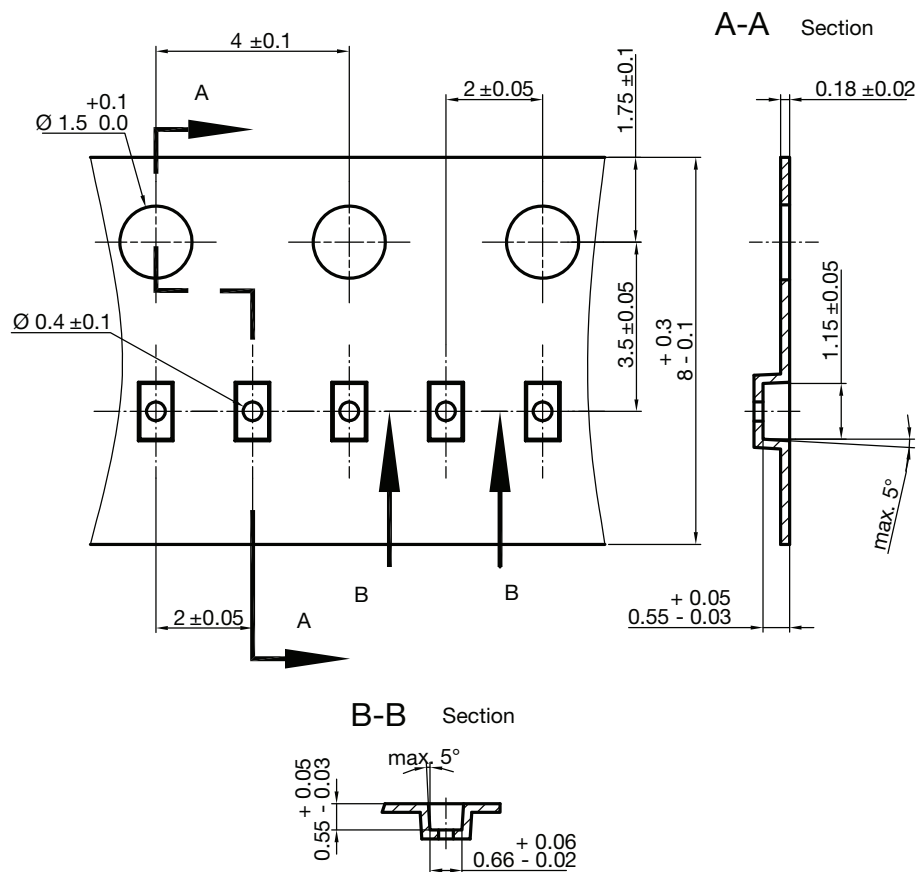 A-A Section
4 ±0.1
A
+0.1
Ø 1.5 0.0
2 ±0.05
1.75 ±0.1
0.18 ±0.02
3.5 ±0.05
+ 0.3
8 - 0.1
1.15 ±0.05
Ø 0.4 ±0.1
max. 5°
B
B
2 ±0.05
A
+ 0.05
0.55 - 0.03
B-B Section
max. 5°
+ 0.05
0.55 - 0.03
+ 0.06
0.66 - 0.02